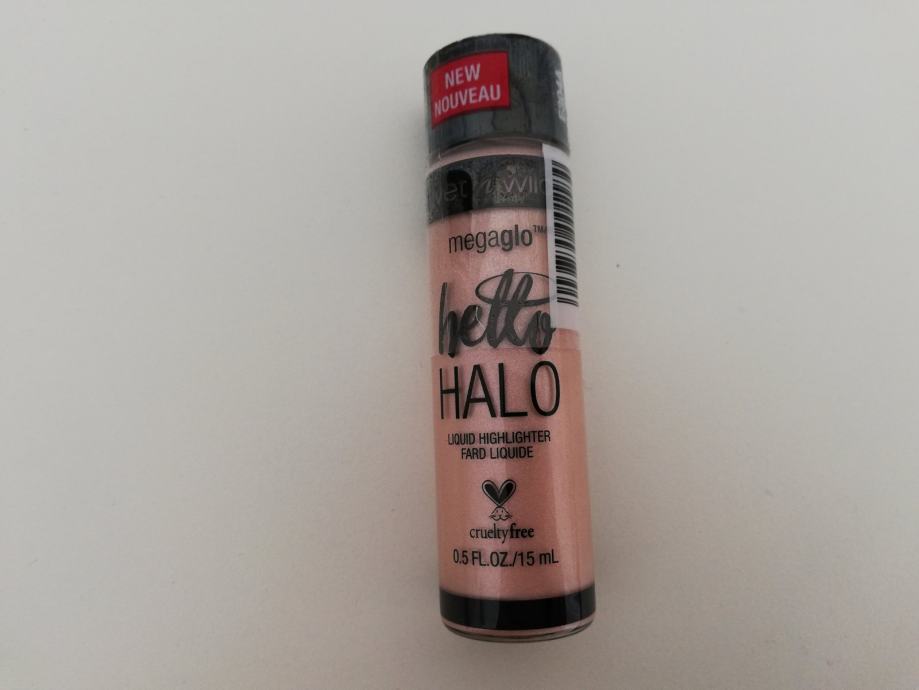 NEW
NOUVEAU
megaglo™
hello
HALO
LIQUID HIGHLIGHTER
FARD LIQUIDE
crueltyfree
0.5 FL.OZ./15 mL